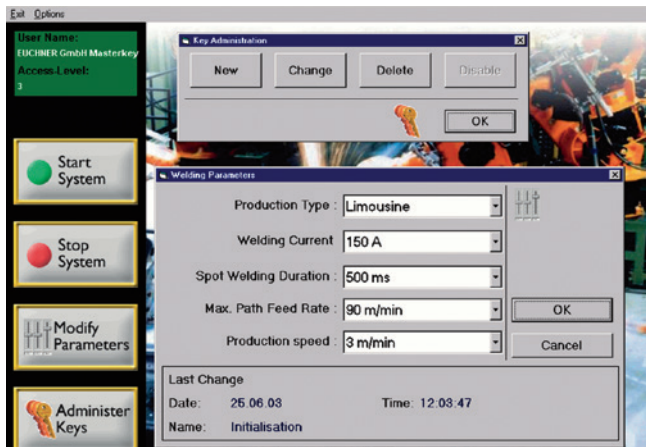 Exit Options
User Name:
EUCHNER GmbH Masterkey
Access-Level:
3
Start
System
Stop
System
Modify
Parameters
Administer
Keys
Key Administration
New Change Delete Disable
OK
Welding Parameters
Production Type : Limousine
Welding Current 150 A
Spot Welding Duration : 500 ms
Max. Path Feed Rate : 90 m/min
OK
Production speed : 3 m/min
Cancel
Last Change
Date: 25.06.03 Time: 12:03:47
Name: Initialisation